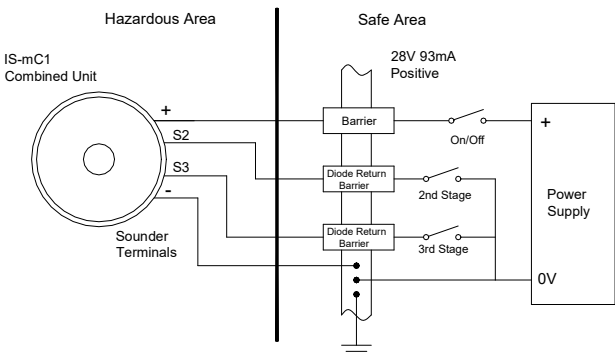 Hazardous Area
Safe Area
IS-mC1
Combined Unit
28V 93mA
Positive
+
S2
S3
-
Sounder
Terminals
Barrier
On/Off
Diode Return
Barrier
2nd Stage
Diode Return
Barrier
3rd Stage
+
Power
Supply
0V